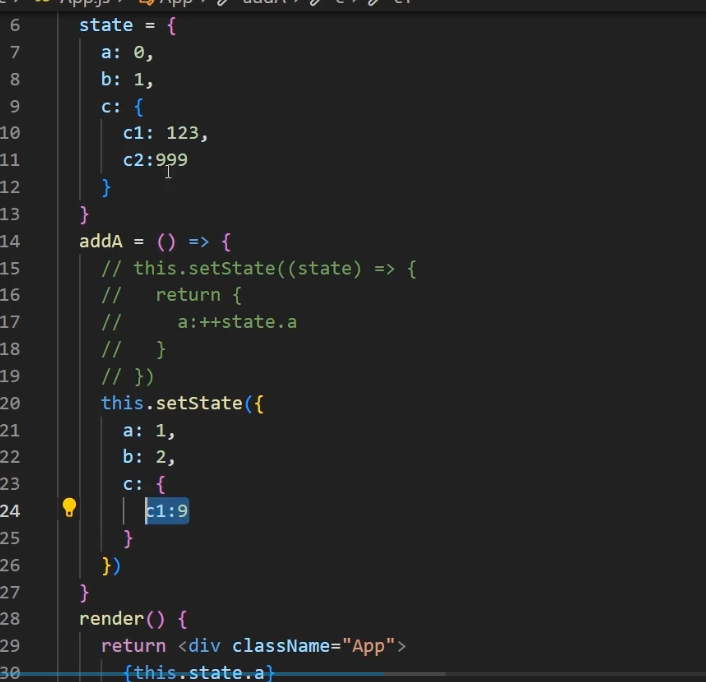 App.js > App > addA > c > c1
6 state = {
7 a: 0,
8 b: 1,
9 c: {
10 c1: 123,
11 c2:999
12 }
13 }
14 addA = () => {
15 // this.setState((state) => {
16 // return {
17 // a:++state.a
18 // }
19 // })
20 this.setState({
21 a: 1,
22 b: 2,
23 c: {
24 c1:9
25 }
26 })
27 }
28 render() {
29 return <div className="App">
30 {this.state.a}